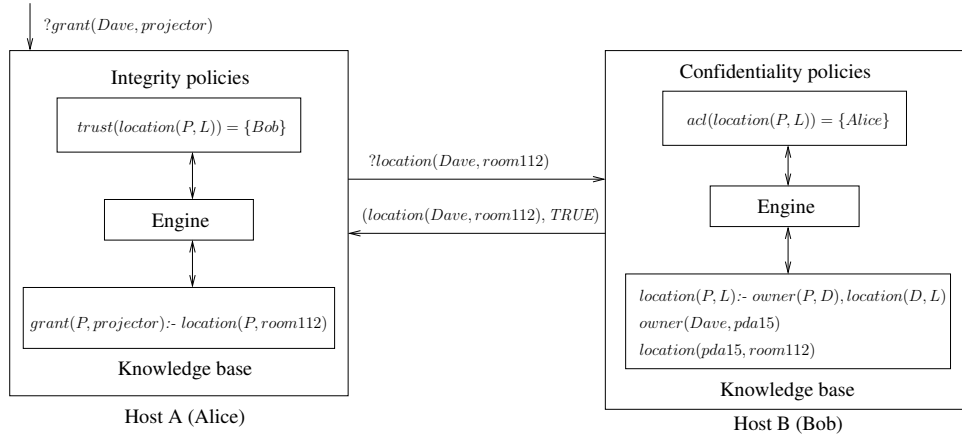 ?grant(Dave, projector)
Integrity policies
trust(location(P, L)) = {Bob}
Engine
grant(P, projector):- location(P, room112)
Knowledge base
Host A (Alice)
?location(Dave, room112)
(location(Dave, room112), TRUE)
Confidentiality policies
acl(location(P, L)) = {Alice}
Engine
location(P, L):- owner(P, D), location(D, L)
owner(Dave, pda15)
location(pda15, room112)
Knowledge base
Host B (Bob)